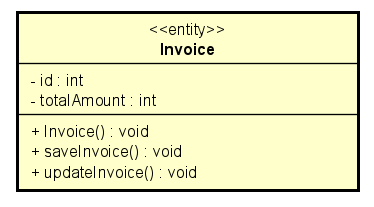 <<entity>>
Invoice
- id : int
- totalAmount : int
+ Invoice() : void
+ saveInvoice() : void
+ updateInvoice() : void